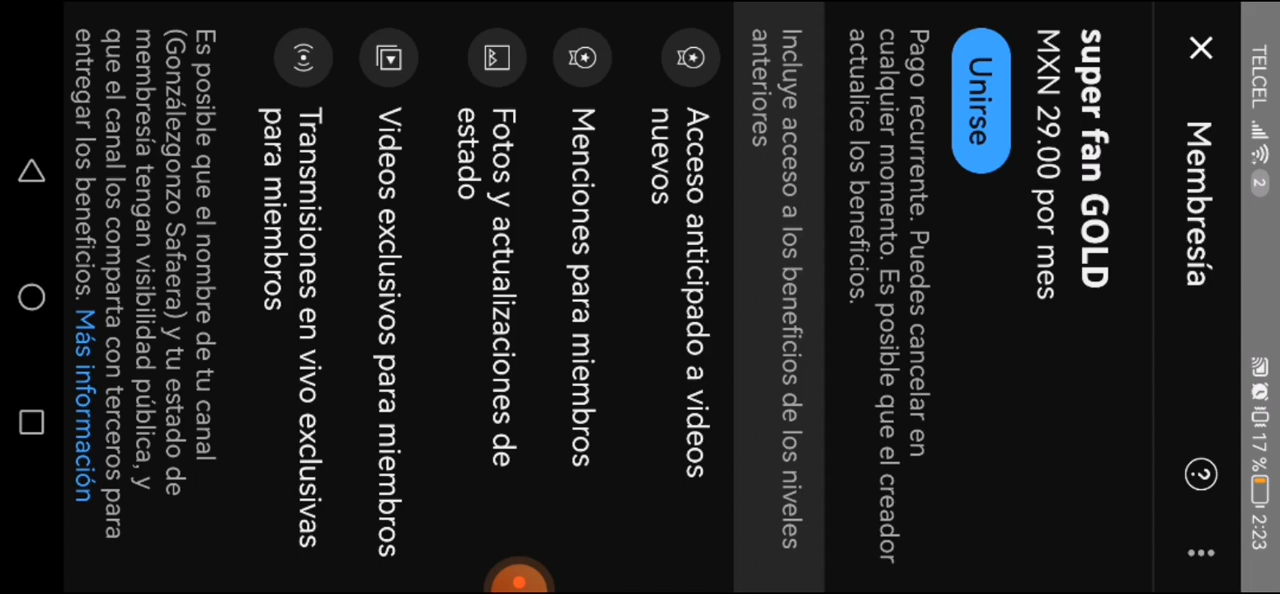 TELCEL 2 17 % 2:23
Membresía
super fan GOLD
MXN 29.00 por mes
Unirse
Pago recurrente. Puedes cancelar en
cualquier momento. Es posible que el creador
actualice los beneficios.
Incluye acceso a los beneficios de los niveles
anteriores
Acceso anticipado a videos
nuevos
Menciones para miembros
Fotos y actualizaciones de
estado
Videos exclusivos para miembros
Transmisiones en vivo exclusivas
para miembros
Es posible que el nombre de tu canal
(Gonzálezgonzo Safaera) y tu estado de
membresía tengan visibilidad pública, y
que el canal los comparta con terceros para
entregar los beneficios. Más información